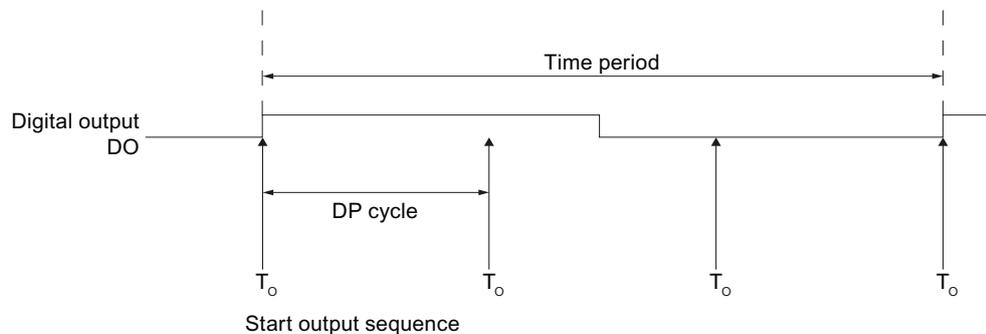 Time period
Digital output
DO
DP cycle
T_O T_O T_O T_O
Start output sequence